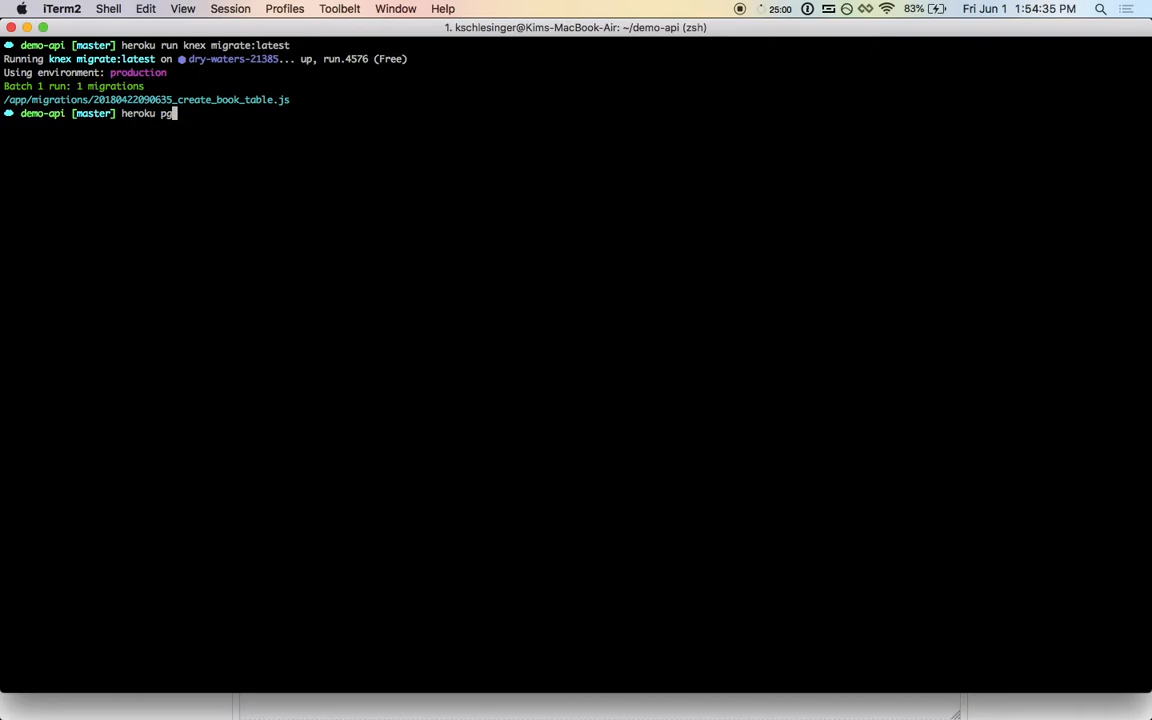 iTerm2 Shell Edit View Session Profiles Toolbelt Window Help 25:00 83% Fri Jun 1 1:54:35 PM
1. kschlesinger@Kims-MacBook-Air: ~/demo-api (zsh)
demo-api [master] heroku run knex migrate:latest
Running knex migrate:latest on dry-waters-21385... up, run.4576 (Free)
Using environment: production
Batch 1 run: 1 migrations
/app/migrations/20180422090635_create_book_table.js
demo-api [master] heroku pg